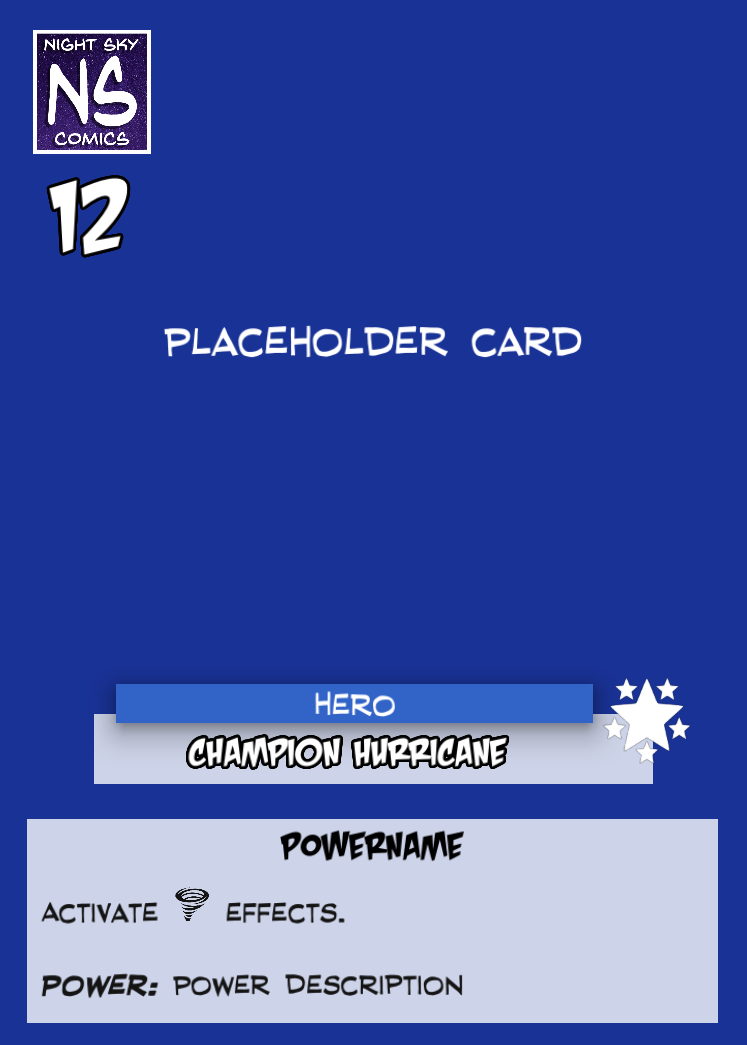 NIGHT SKY
NS
COMICS
12
PLACEHOLDER CARD
HERO
CHAMPION HURRICANE
POWERNAME
ACTIVATE EFFECTS.
POWER: POWER DESCRIPTION